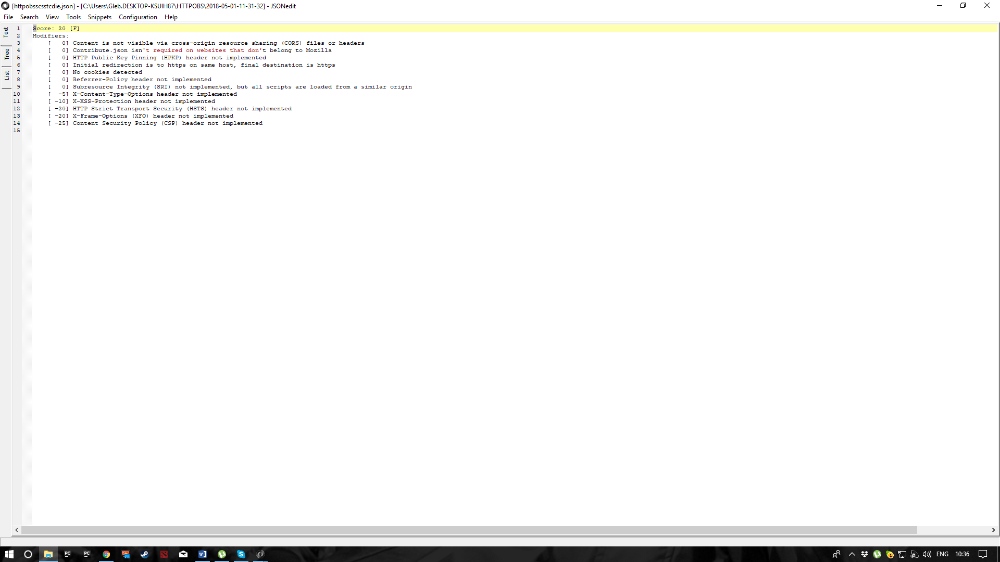 [httpobsscsstcdie.json] - [C:\Users\Gleb.DESKTOP-KSUIH87\HTTPOBS\2018-05-01-11-31-32] - JSONedit
File Search View Tools Snippets Configuration Help
Text
Tree
List
1 Score: 20 [F]
2 Modifiers:
3 [ 0] Content is not visible via cross-origin resource sharing (CORS) files or headers
4 [ 0] Contribute.json isn't required on websites that don't belong to Mozilla
5 [ 0] HTTP Public Key Pinning (HPKP) header not implemented
6 [ 0] Initial redirection is to https on same host, final destination is https
7 [ 0] No cookies detected
8 [ 0] Referrer-Policy header not implemented
9 [ 0] Subresource Integrity (SRI) not implemented, but all scripts are loaded from a similar origin
10 [ -5] X-Content-Type-Options header not implemented
11 [ -10] X-XSS-Protection header not implemented
12 [ -20] HTTP Strict Transport Security (HSTS) header not implemented
13 [ -20] X-Frame-Options (XFO) header not implemented
14 [ -25] Content Security Policy (CSP) header not implemented
15
PC PC ENG 10:36